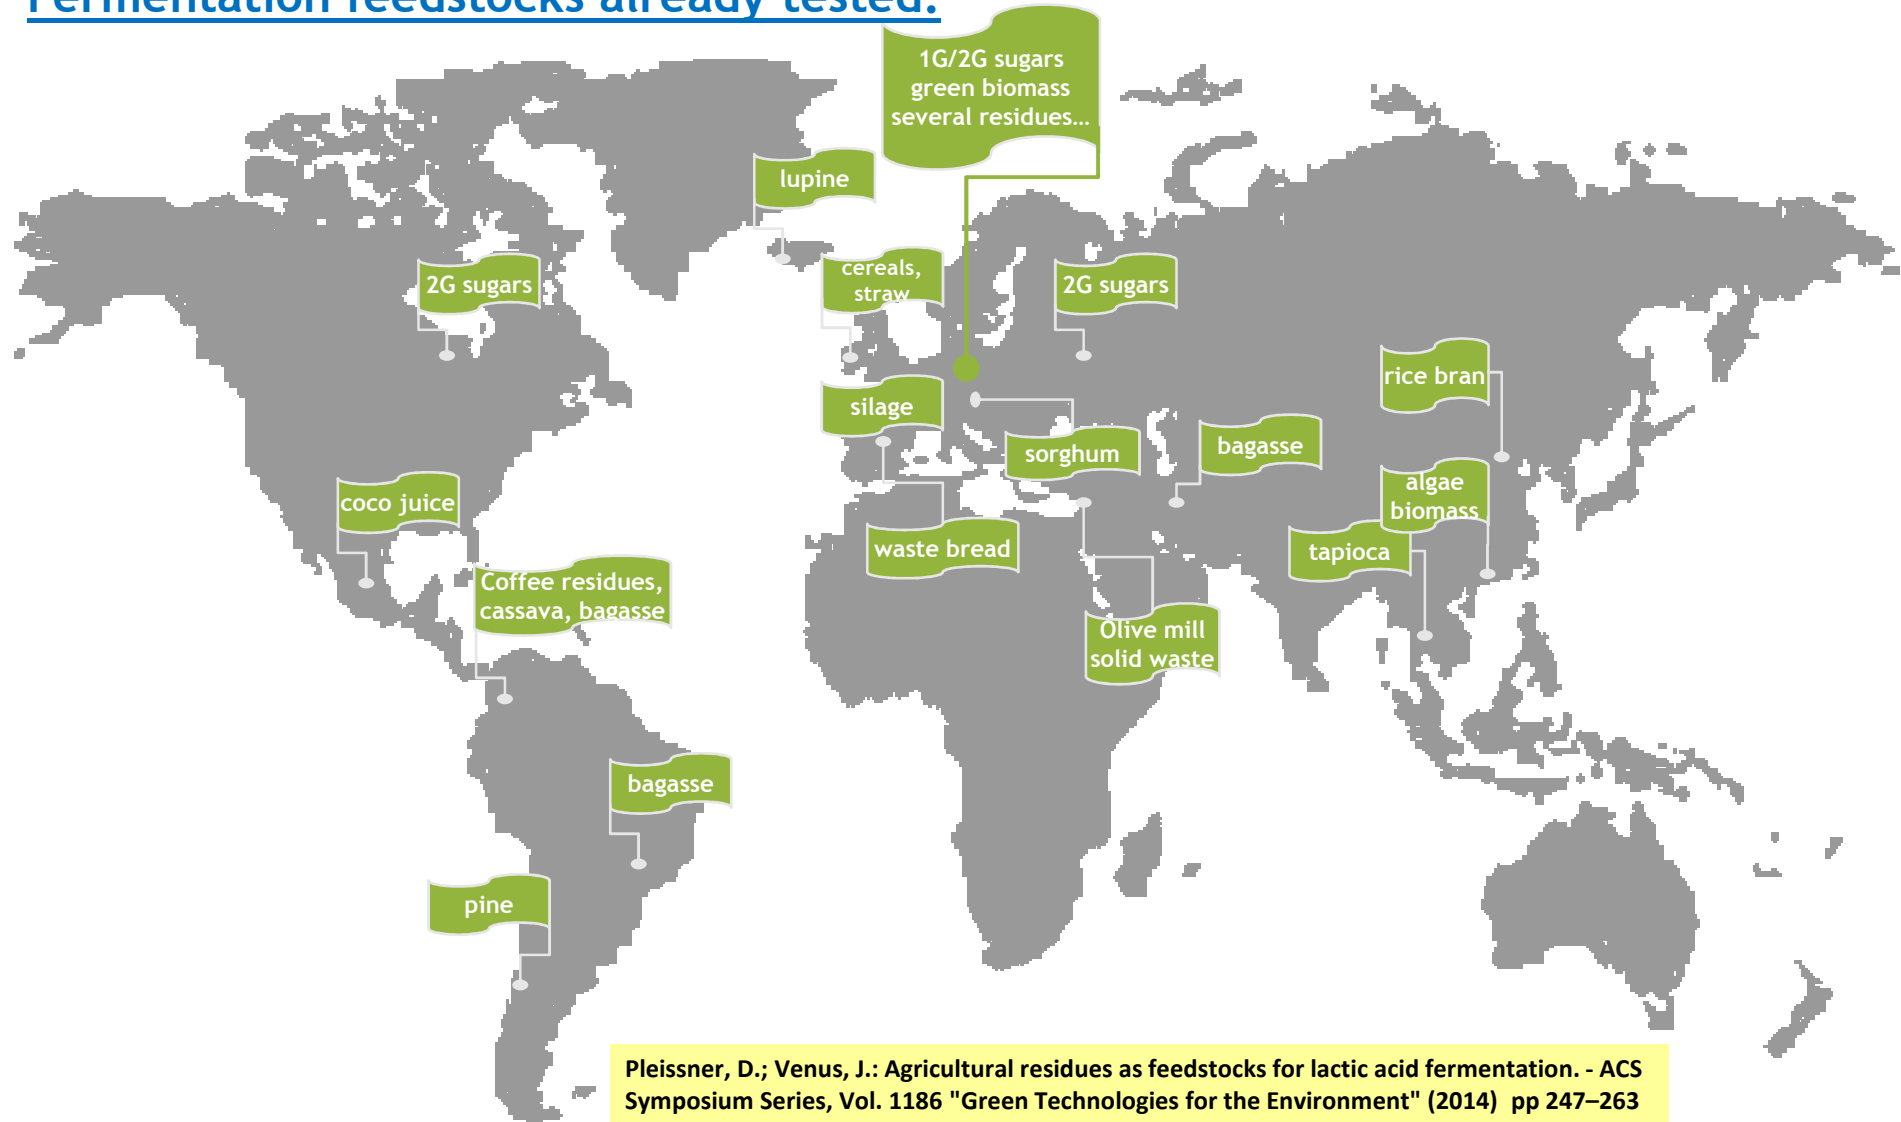 Fermentation feedstocks already tested:
1G/2G sugars
green biomass
several residues…
lupine
cereals,
straw
2G sugars
2G sugars
rice bran
silage
sorghum
bagasse
algae
biomass
coco juice
waste bread
tapioca
Coffee residues,
cassava, bagasse
Olive mill
solid waste
bagasse
pine
Pleissner, D.; Venus, J.: Agricultural residues as feedstocks for lactic acid fermentation. - ACS
Symposium Series, Vol. 1186 "Green Technologies for the Environment" (2014)  pp 247–263